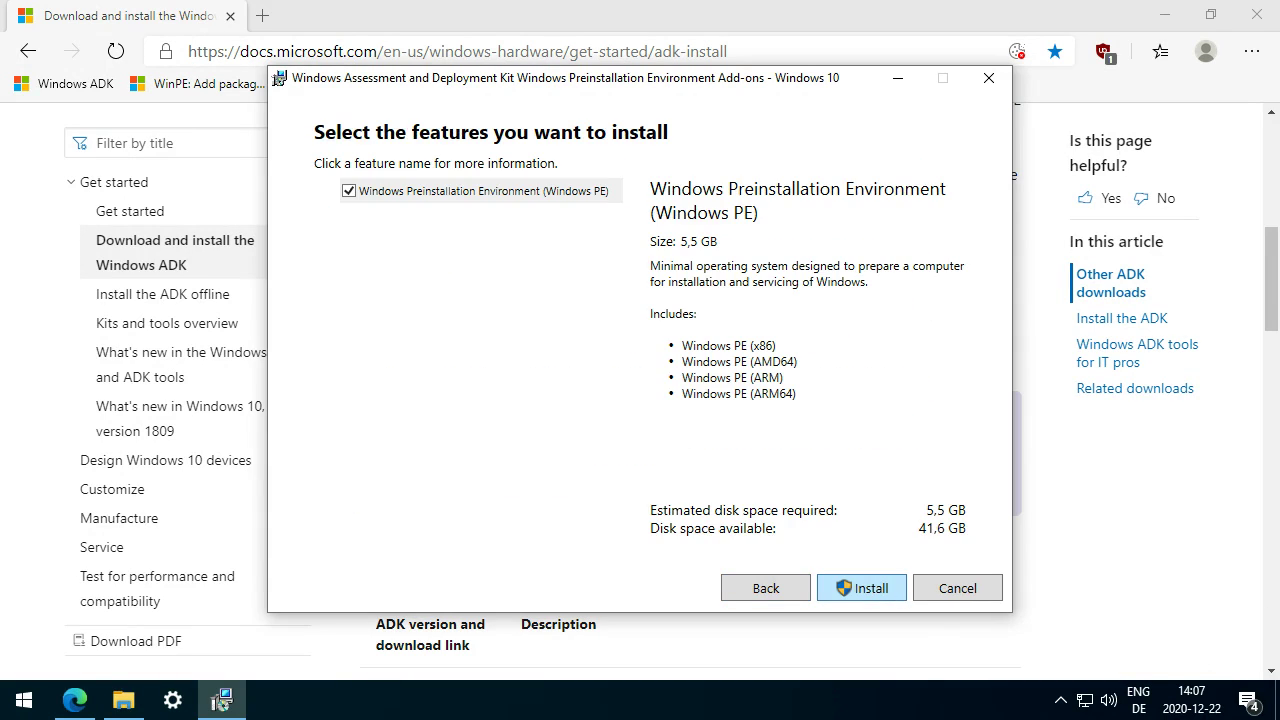 Download and install the Windo
https://docs.microsoft.com/en-us/windows-hardware/get-started/adk-install
1
Windows ADK
WinPE: Add packag...
Windows Assessment and Deployment Kit Windows Preinstallation Environment Add-ons - Windows 10
Select the features you want to install
Click a feature name for more information.
Windows Preinstallation Environment (Windows PE)
Windows Preinstallation Environment
(Windows PE)
Size: 5,5 GB
Minimal operating system designed to prepare a computer
for installation and servicing of Windows.
Includes:
• Windows PE (x86)
• Windows PE (AMD64)
• Windows PE (ARM)
• Windows PE (ARM64)
Estimated disk space required: 5,5 GB
Disk space available: 41,6 GB
Back
Install
Cancel
Filter by title
Get started
Get started
Download and install the
Windows ADK
Install the ADK offline
Kits and tools overview
What's new in the Windows
and ADK tools
What's new in Windows 10,
version 1809
Design Windows 10 devices
Customize
Manufacture
Service
Test for performance and
compatibility
Download PDF
ADK version and
download link
Description
Is this page
helpful?
Yes
No
In this article
Other ADK
downloads
Install the ADK
Windows ADK tools
for IT pros
Related downloads
ENG
DE
14:07
2020-12-22
4